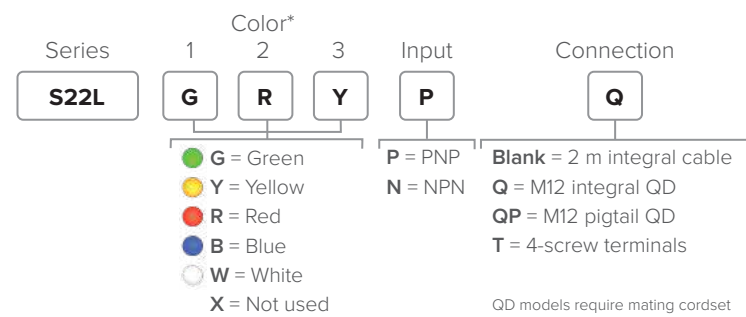 Color*
Series 1 2 3 Input Connection
S22L G R Y P Q
G = Green
Y = Yellow
R = Red
B = Blue
W = White
X = Not used
P = PNP
N = NPN
Blank = 2 m integral cable
Q = M12 integral QD
QP = M12 pigtail QD
T = 4-screw terminals
QD models require mating cordset